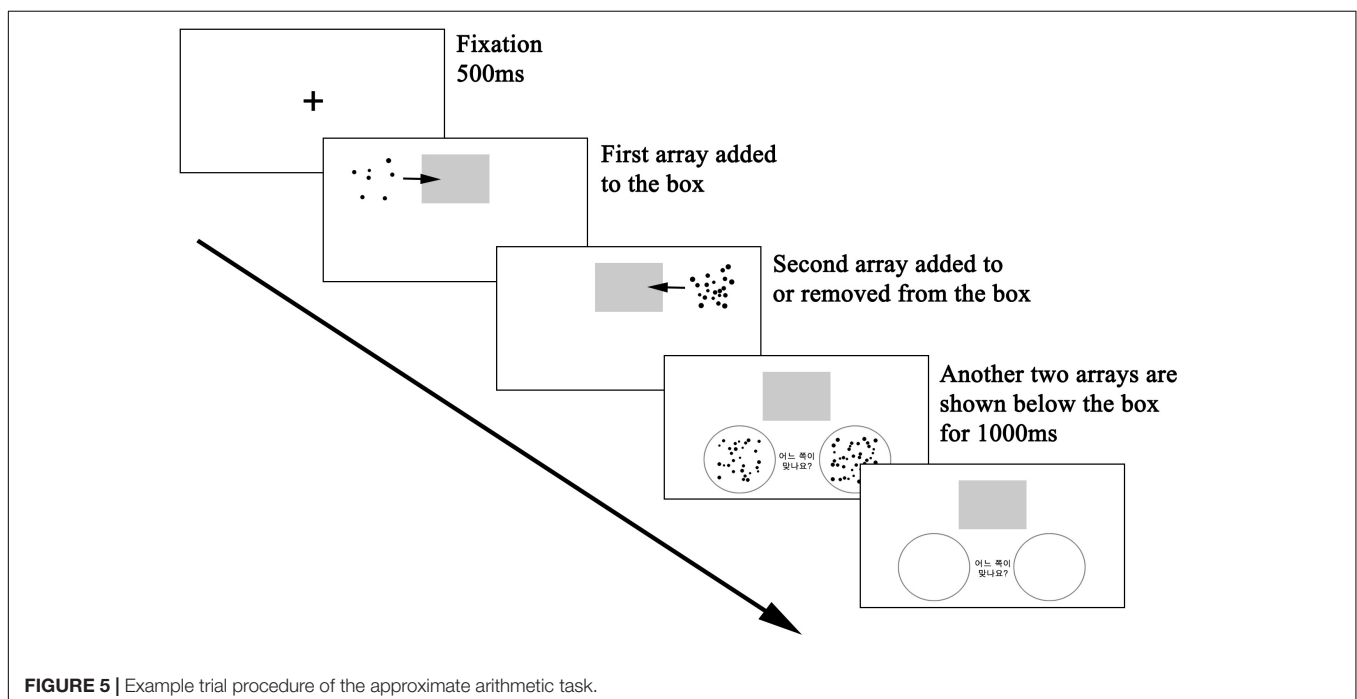 +
Fixation
500ms
First array added
to the box
Second array added to
or removed from the box
Another two arrays are
shown below the box
for 1000ms
어느 쪽이
맞나요?
어느 쪽이
맞나요?
FIGURE 5 | Example trial procedure of the approximate arithmetic task.